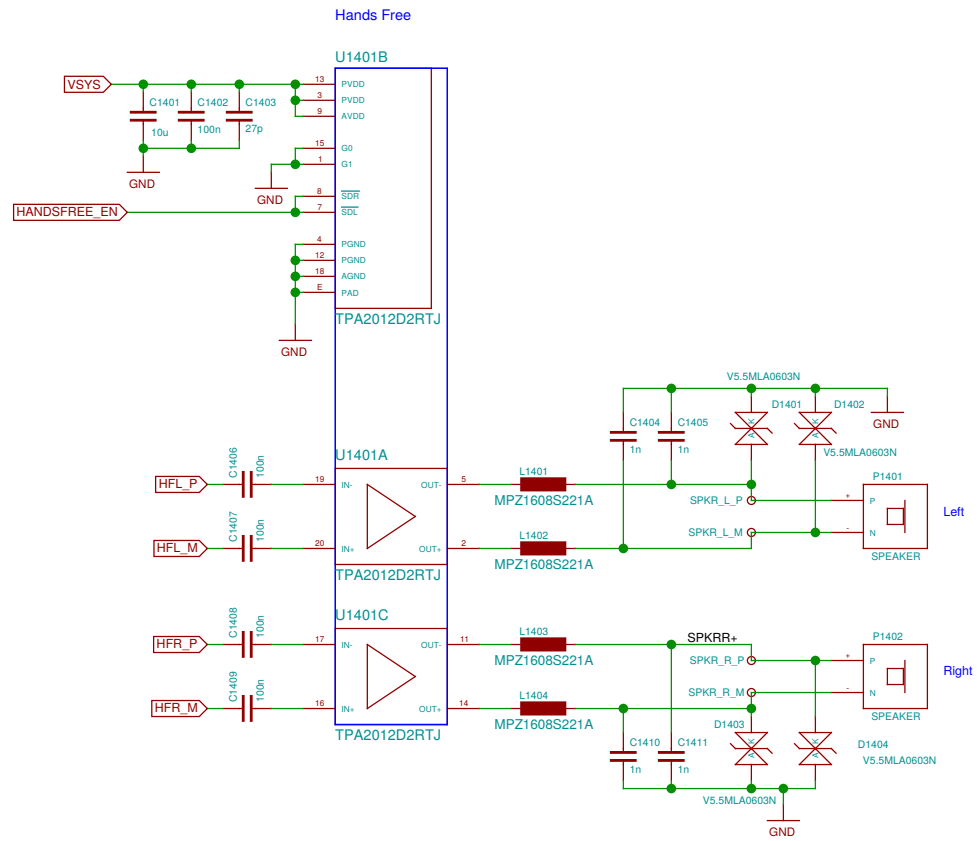 Hands Free
U1401B
VSYS
C1401
C1402
C1403
10u
100n
27p
GND
13 PVDD
3 PVDD
9 AVDD
15 G0
1 G1
GND
8 SDR
HANDSFREE_EN
7 SDL
4 PGND
12 PGND
18 AGND
E PAD
TPA2012D2RTJ
GND
V5.5MLA0603N
C1404
1n
C1405
1n
D1401
A K
D1402
A K
GND
V5.5MLA0603N
U1401A
HFL_P
C1406
100n
19 IN-
OUT- 5
L1401
MPZ1608S221A
SPKR_L_P
P1401
+ P
HFL_M
C1407
100n
20 IN+
OUT+ 2
L1402
MPZ1608S221A
SPKR_L_M
- N
SPEAKER
Left
TPA2012D2RTJ
U1401C
HFR_P
C1408
100n
17 IN-
OUT- 11
L1403
MPZ1608S221A
SPKRR+
SPKR_R_P
P1402
+ P
HFR_M
C1409
100n
16 IN+
OUT+ 14
L1404
MPZ1608S221A
SPKR_R_M
- N
SPEAKER
Right
TPA2012D2RTJ
C1410
1n
C1411
1n
D1403
A K
A K
D1404
V5.5MLA0603N
V5.5MLA0603N
GND